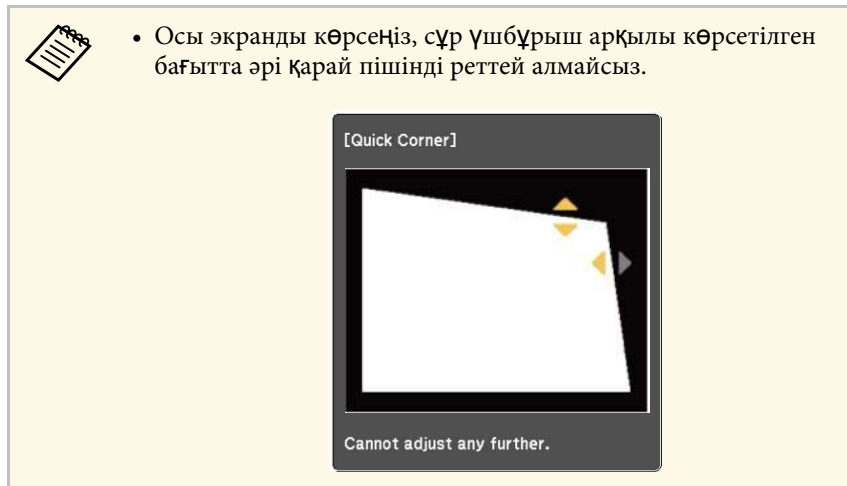 • Осы экранды көрсеңіз, сұр үшбұрыш арқылы көрсетілген
бағытта әрі қарай пішінді реттей алмайсыз.
[Quick Corner]
Cannot adjust any further.